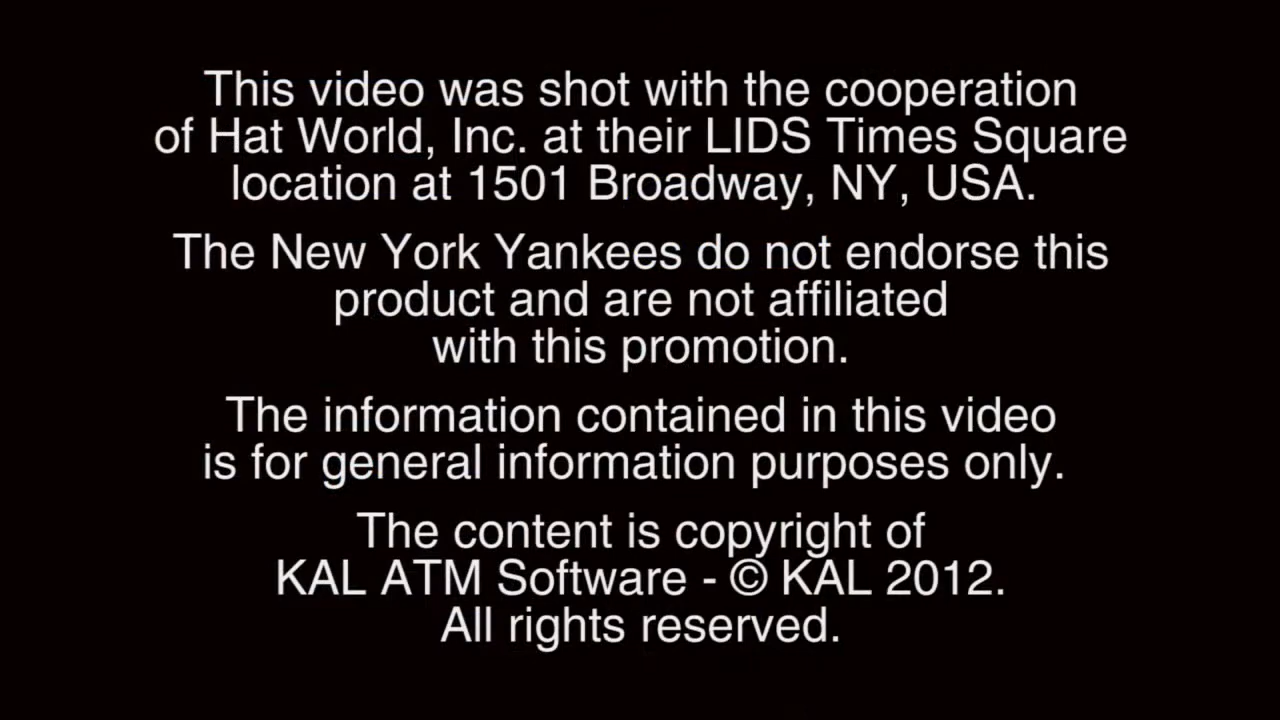 This video was shot with the cooperation
of Hat World, Inc. at their LIDS Times Square
location at 1501 Broadway, NY, USA.
The New York Yankees do not endorse this
product and are not affiliated
with this promotion.
The information contained in this video
is for general information purposes only.
The content is copyright of
KAL ATM Software - © KAL 2012.
All rights reserved.